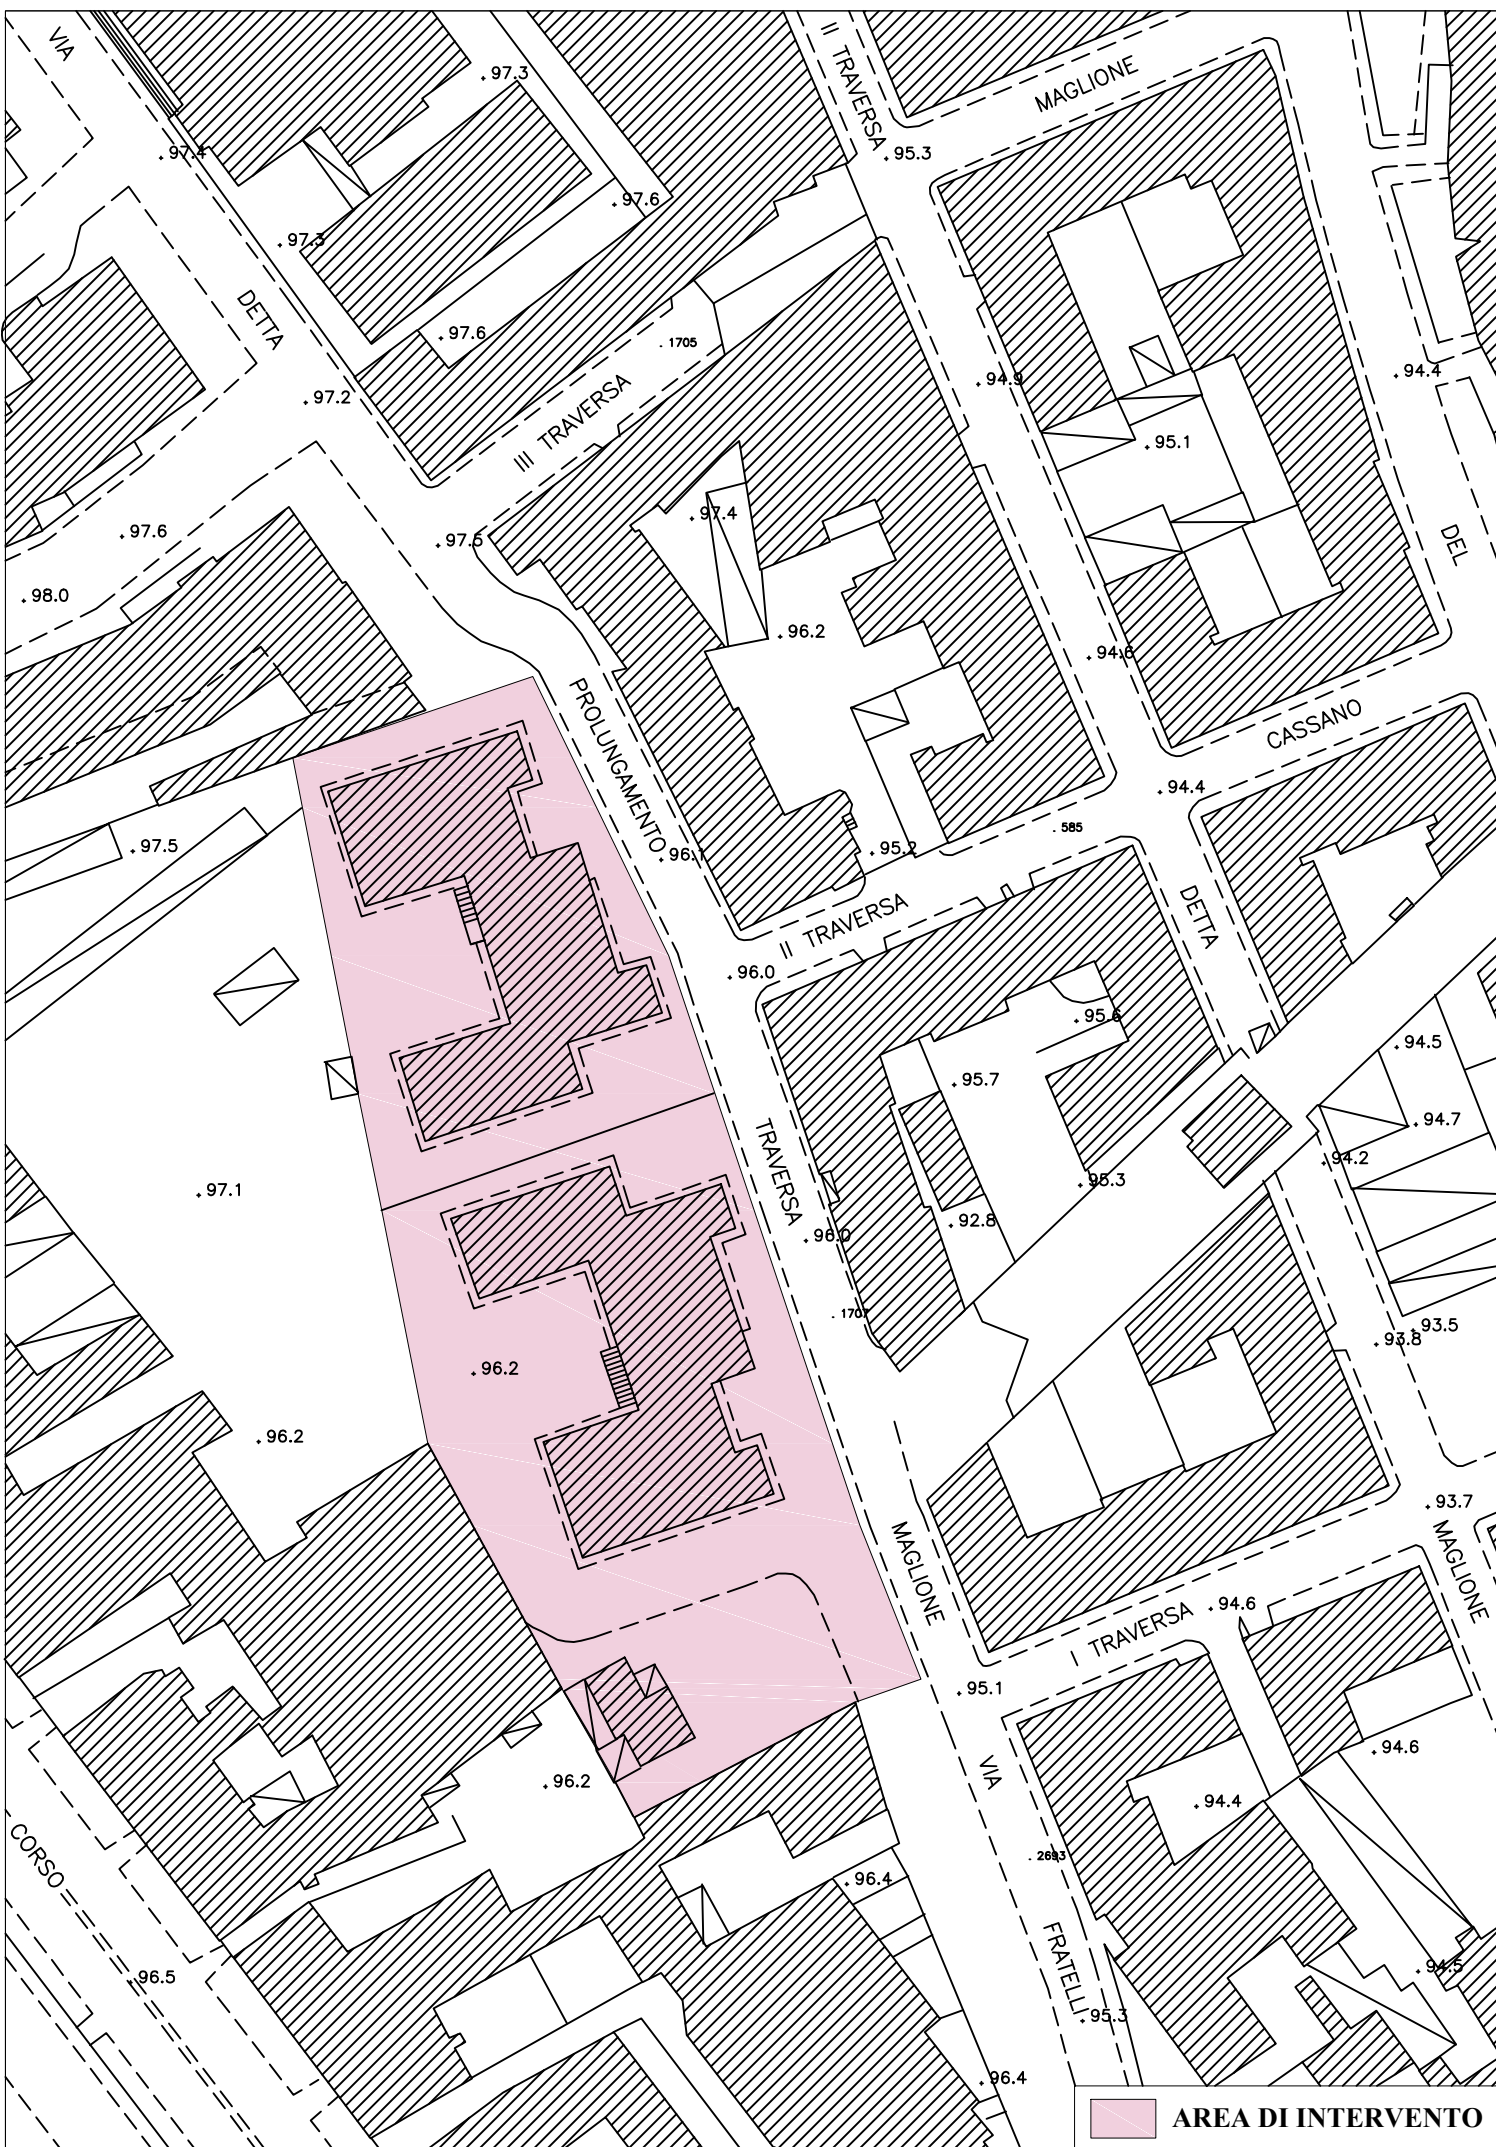 VIA
97.3
II TRAVERSA
MAGLIONE
97.4
95.3
97.6
97.3
DETTA
97.6
1705
94.9
94.4
97.2
III TRAVERSA
95.1
97.4
97.6
97.5
DEL
98.0
96.2
94.6
PROLUNGAMENTO
CASSANO
94.4
585
97.5
96.1
95.2
II TRAVERSA
DETTA
96.0
95.6
94.5
95.7
94.7
TRAVERSA
94.2
97.1
95.3
92.8
96.0
1707
93.5
93.8
96.2
96.2
93.7
MAGLIONE
MAGLIONE
94.6
I TRAVERSA
95.1
VIA
94.6
96.2
94.4
CORSO
2693
96.4
FRATELLI
94.5
96.5
95.3
96.4
AREA DI INTERVENTO